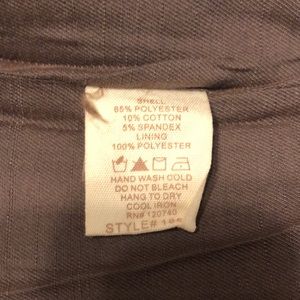 SHELL
65% POLYESTER
10% COTTON
5% SPANDEX
LINING
100% POLYESTER
HAND WASH COLD
DO NOT BLEACH
HANG TO DRY
COOL IRON
RN# 120740
STYLE#